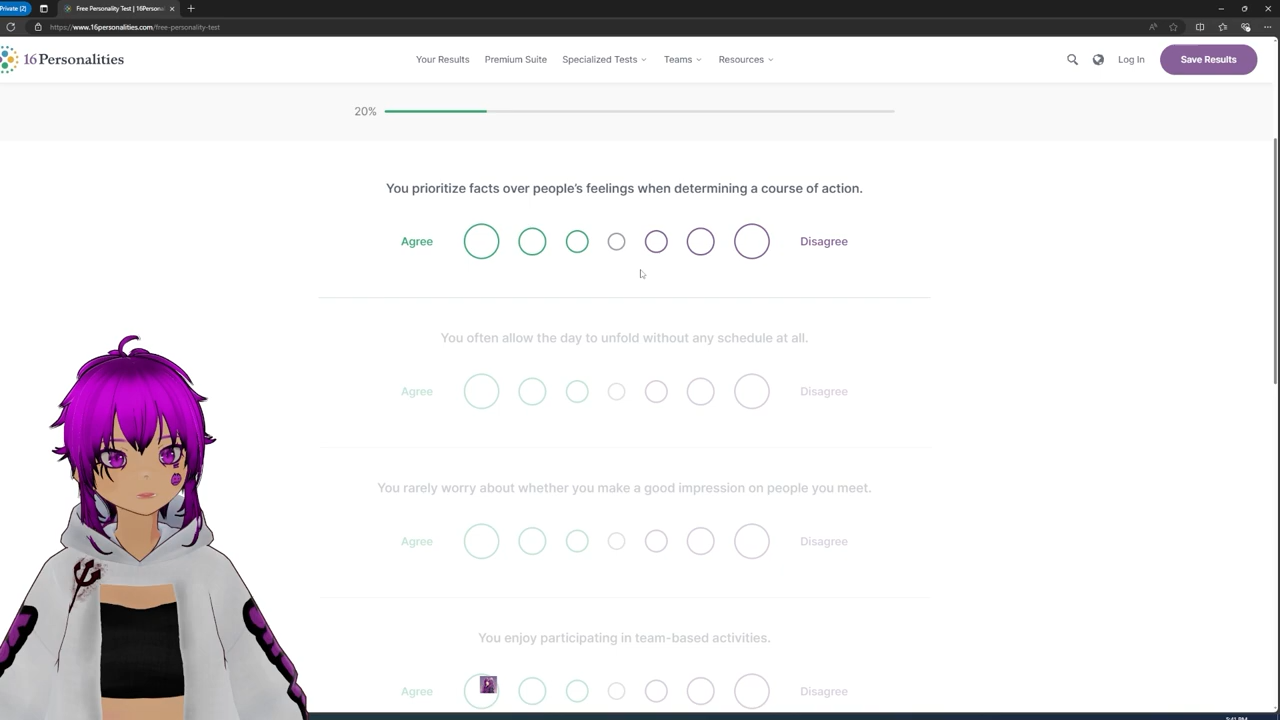 Private (2)
Free Personality Test | 16Personal
https://www.16personalities.com/free-personality-test
16Personalities
Your Results
Premium Suite
Specialized Tests
Teams
Resources
Log In
Save Results
20%
You prioritize facts over people's feelings when determining a course of action.
Agree
Disagree
You often allow the day to unfold without any schedule at all.
Agree
Disagree
You rarely worry about whether you make a good impression on people you meet.
Agree
Disagree
You enjoy participating in team-based activities.
Agree
Disagree